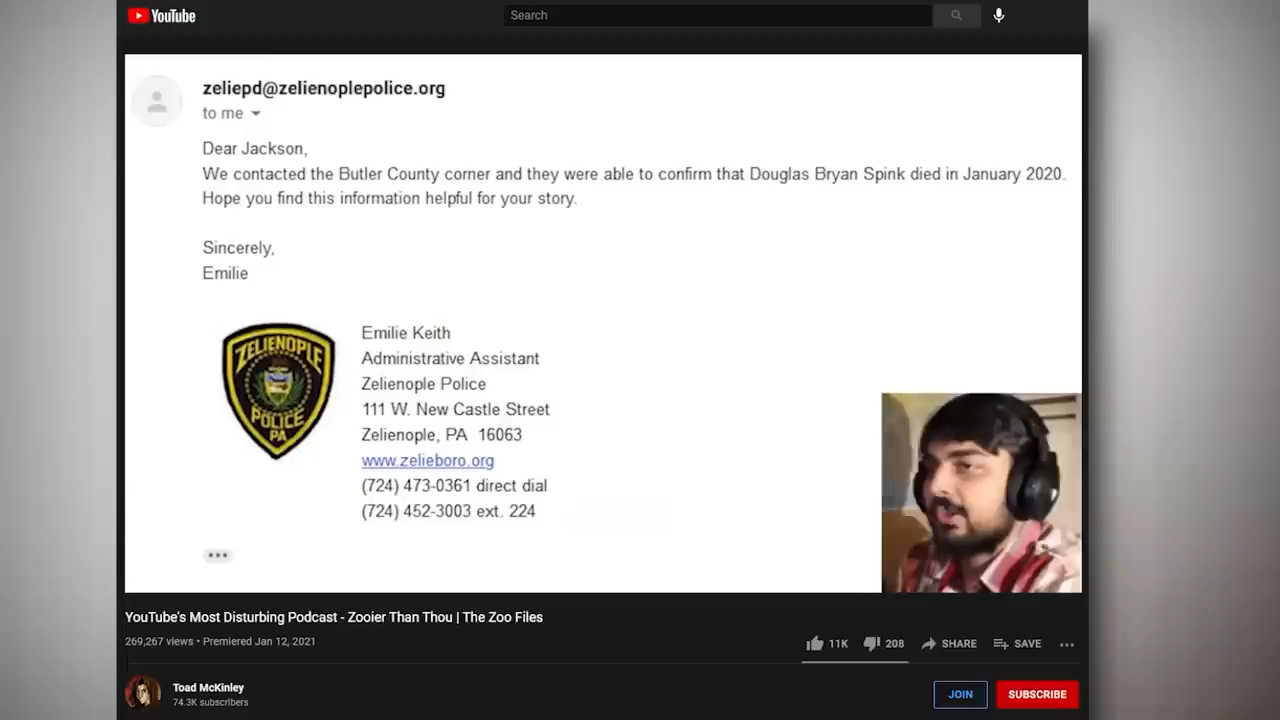 YouTube
Search
zeliepd@zelienoplepolice.org
to me
Dear Jackson,
We contacted the Butler County corner and they were able to confirm that Douglas Bryan Spink died in January 2020.
Hope you find this information helpful for your story.
Sincerely,
Emilie
ZELIENOPLE
POLICE
PA
Emilie Keith
Administrative Assistant
Zelienople Police
111 W. New Castle Street
Zelienople, PA 16063
www.zelieboro.org
(724) 473-0361 direct dial
(724) 452-3003 ext. 224
YouTube's Most Disturbing Podcast - Zooier Than Thou | The Zoo Files
269,267 views • Premiered Jan 12, 2021
11K 208 SHARE SAVE
Toad McKinley
74.3K subscribers
JOIN SUBSCRIBE